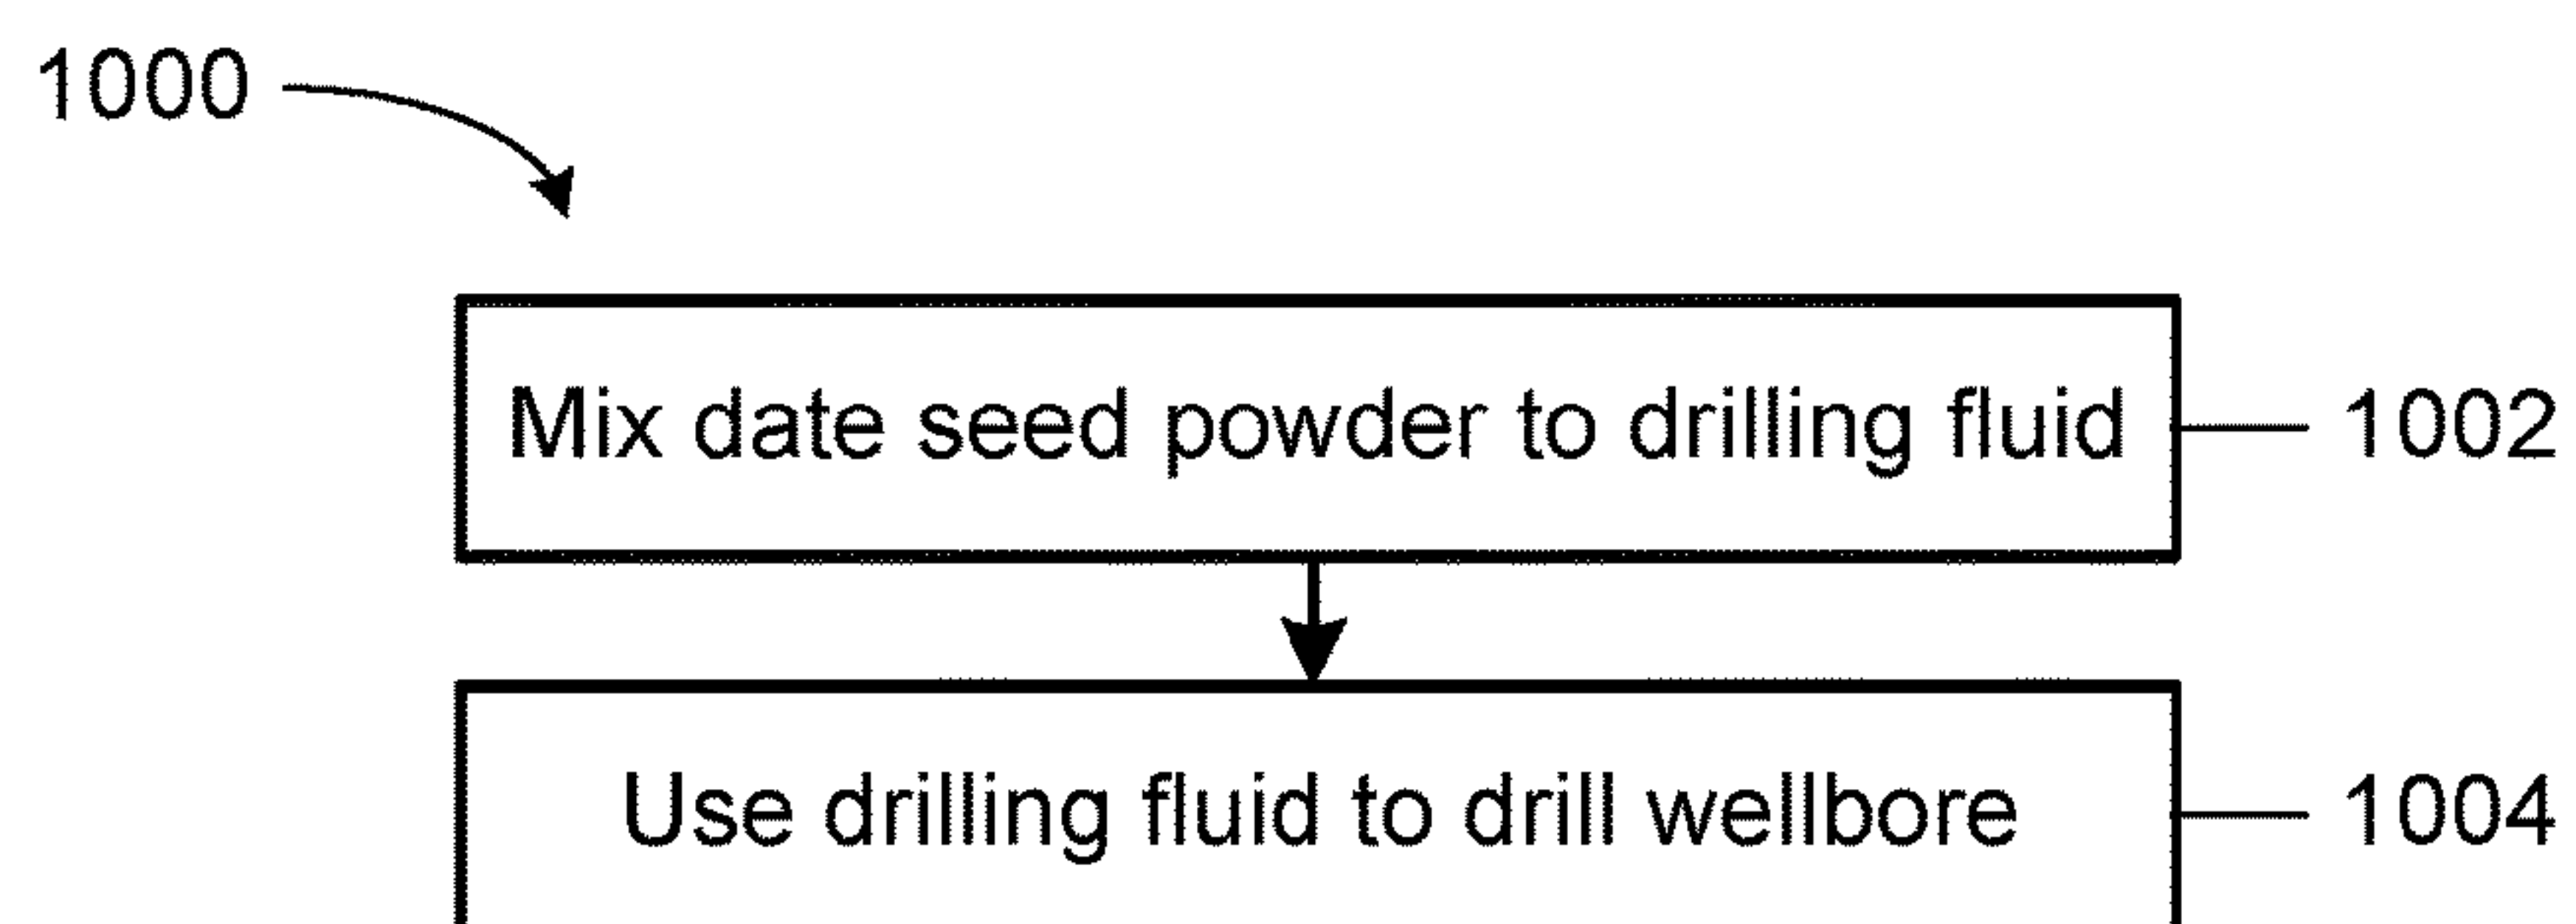 1000
Mix date seed powder to drilling fluid
1002
Use drilling fluid to drill wellbore
1004